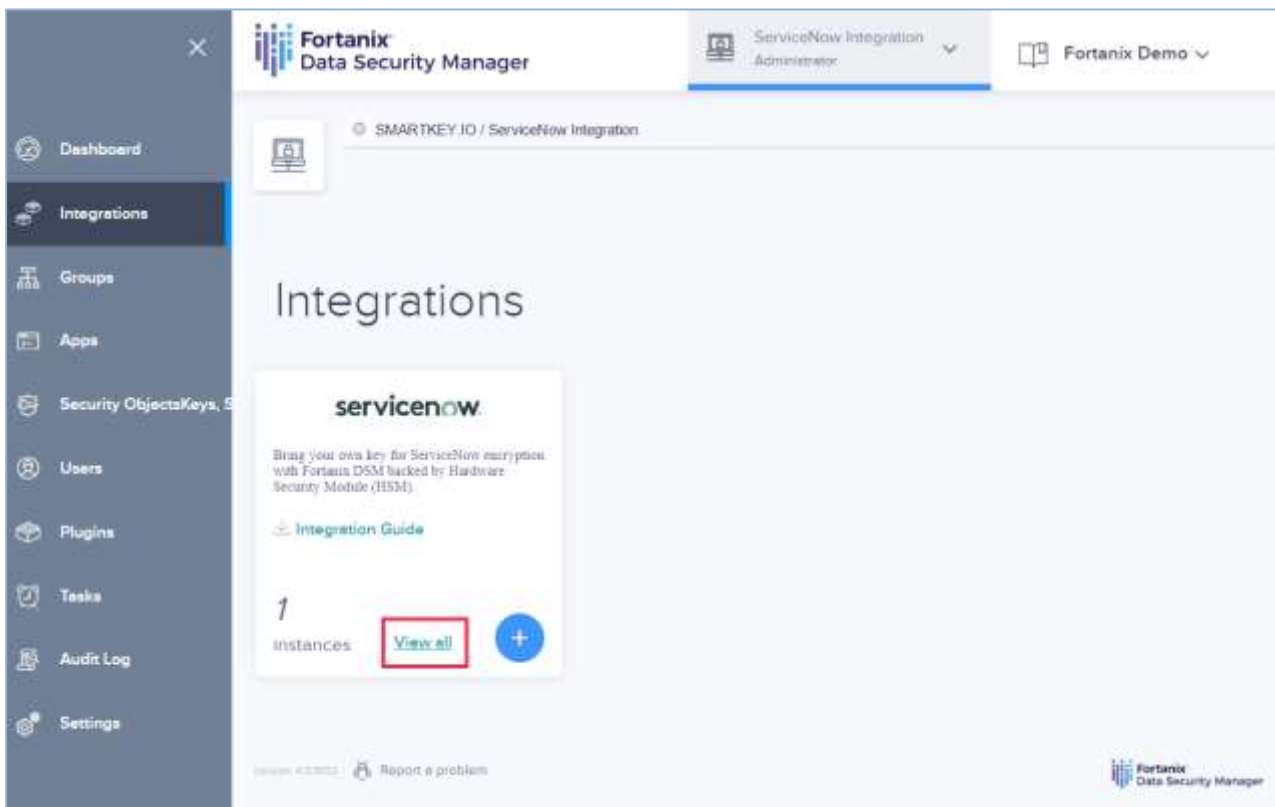 Fortanix
Data Security Manager
ServiceNow Integration
Administrator
Fortanix Demo
SMARTKEY.IO / ServiceNow Integration
Dashboard
Integrations
Groups
Apps
Security ObjectsKeys, S
Users
Plugins
Tasks
Audit Log
Settings
Integrations
servicenow
Bring your own key for ServiceNow encryption
with Fortanix DSM backed by Hardware
Security Module (HSM)
Integration Guide
1
instances
View all
+
Report a problem
Fortanix
Data Security Manager